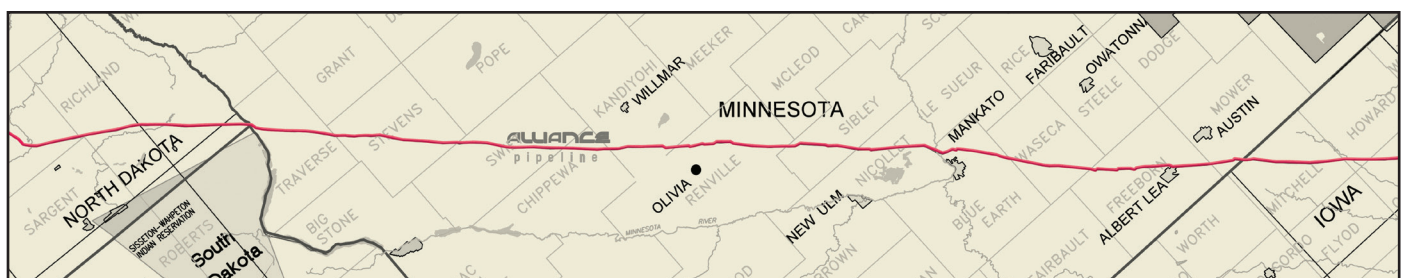 RICHLAND
SARGENT
NORTH DAKOTA
SISSETON-WAHPETON
INDIAN RESERVATION
ROBERTS
South
Dakota
TRAVERSE
GRANT
STEVENS
BIG
STONE
POPE
ALLIANCE
pipeline
CHIPPEWA
KANDIYOHI
WILLMAR
MEEKER
MINNESOTA
OLIVIA
RENVILLE
MINNESOTA
RIVER
MCLEOD
SIBLEY
NEW ULM
NICOLLET
BROWN
LE SUEUR
MANKATO
BLUE
EARTH
RICE
FARIBAULT
OWATONNA
WASECA
STEELE
DODGE
FREEBORN
ALBERT LEA
FAIRBAULT
MOWER
AUSTIN
WORTH
MITCHELL
IOWA
FLYOD
HOWARD